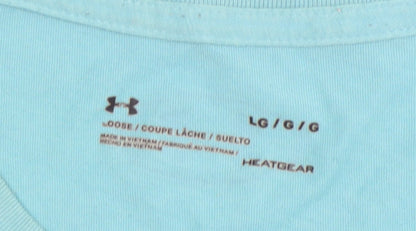 LG / G / G
LOOSE / COUPE LÂCHE / SUELTO
MADE IN VIETNAM / FABRIQUÉ AU VIETNAM /
HECHO EN VIETNAM
HEATGEAR